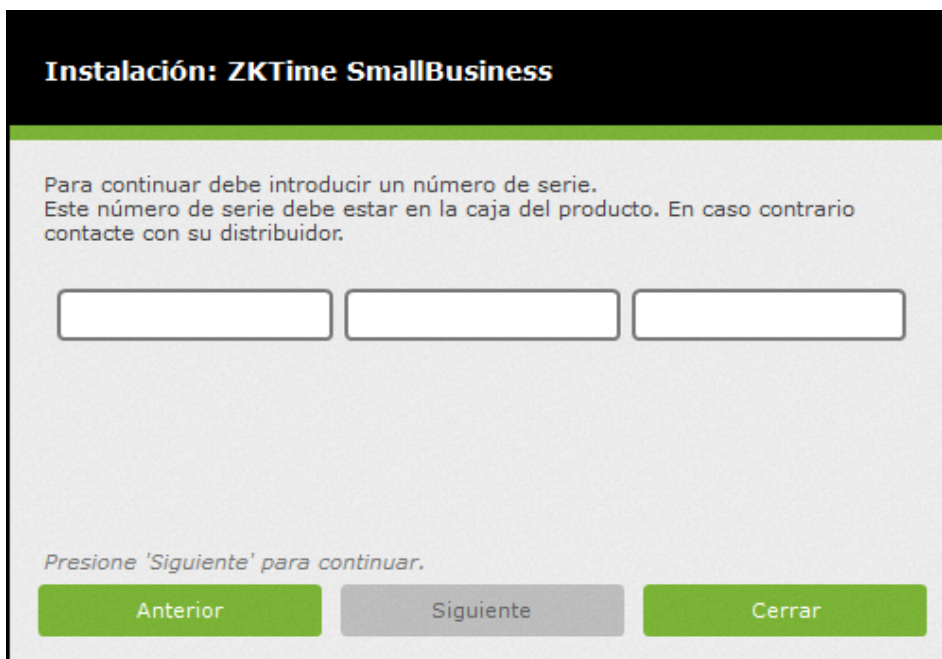 Instalación: ZKTime SmallBusiness
Para continuar debe introducir un número de serie.
Este número de serie debe estar en la caja del producto. En caso contrario
contacte con su distribuidor.
Presione 'Siguiente' para continuar.
Anterior Siguiente Cerrar